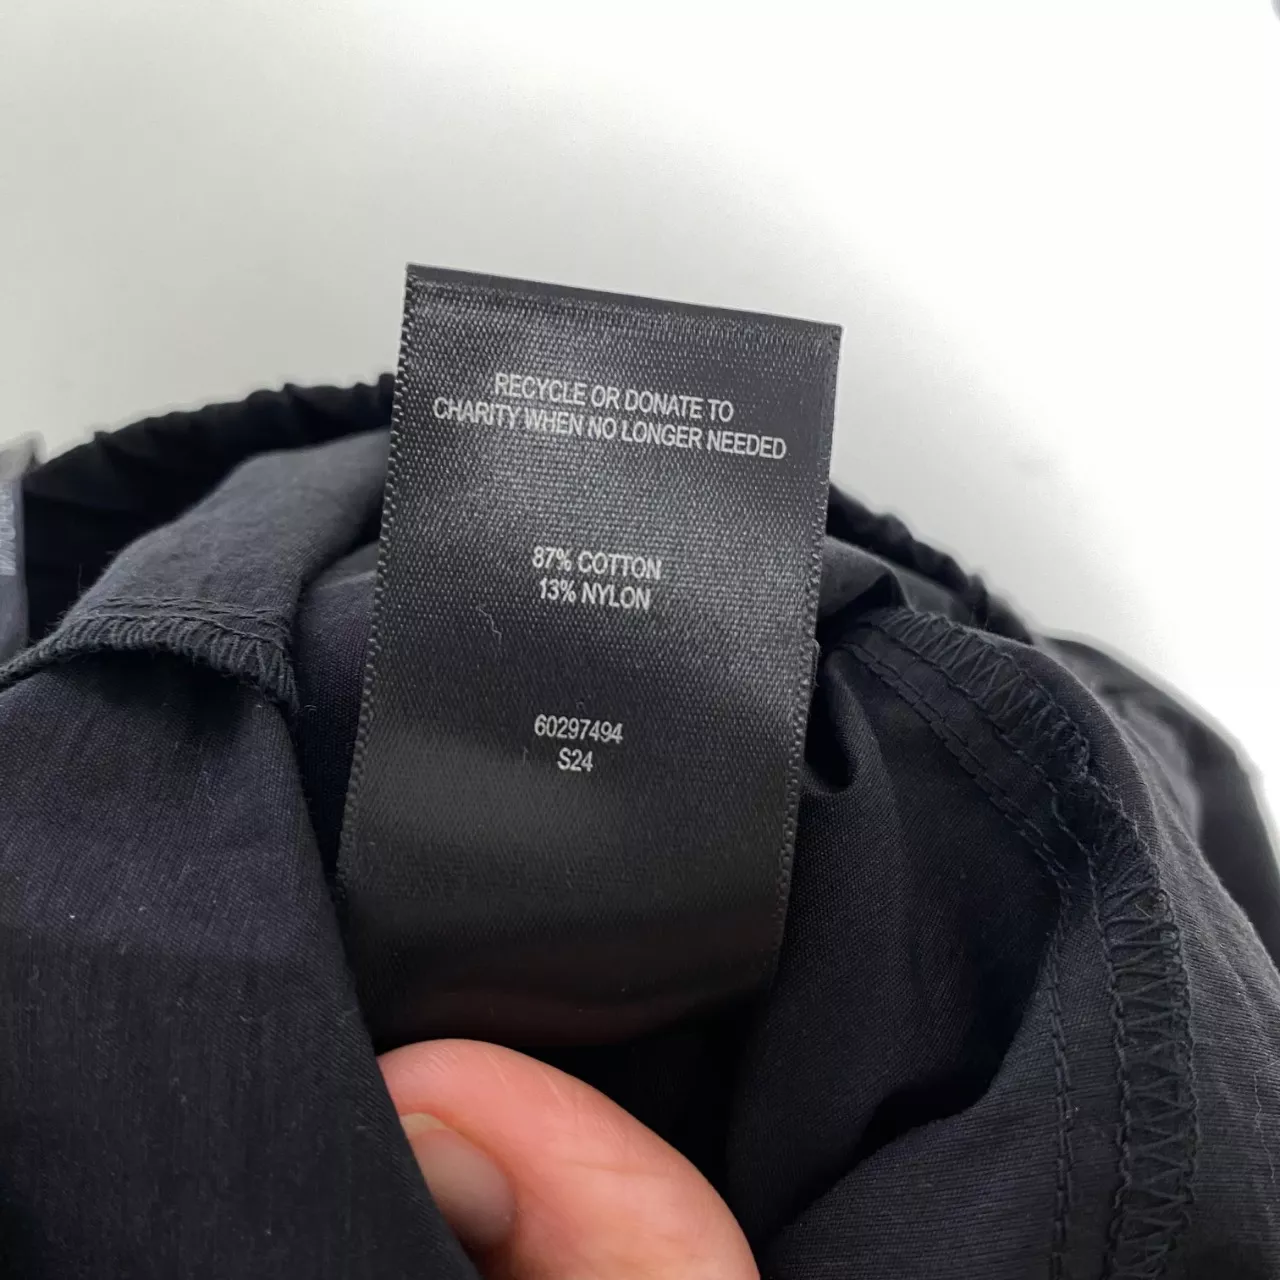 RECYCLE OR DONATE TO
CHARITY WHEN NO LONGER NEEDED
87% COTTON
13% NYLON
60297494
S24